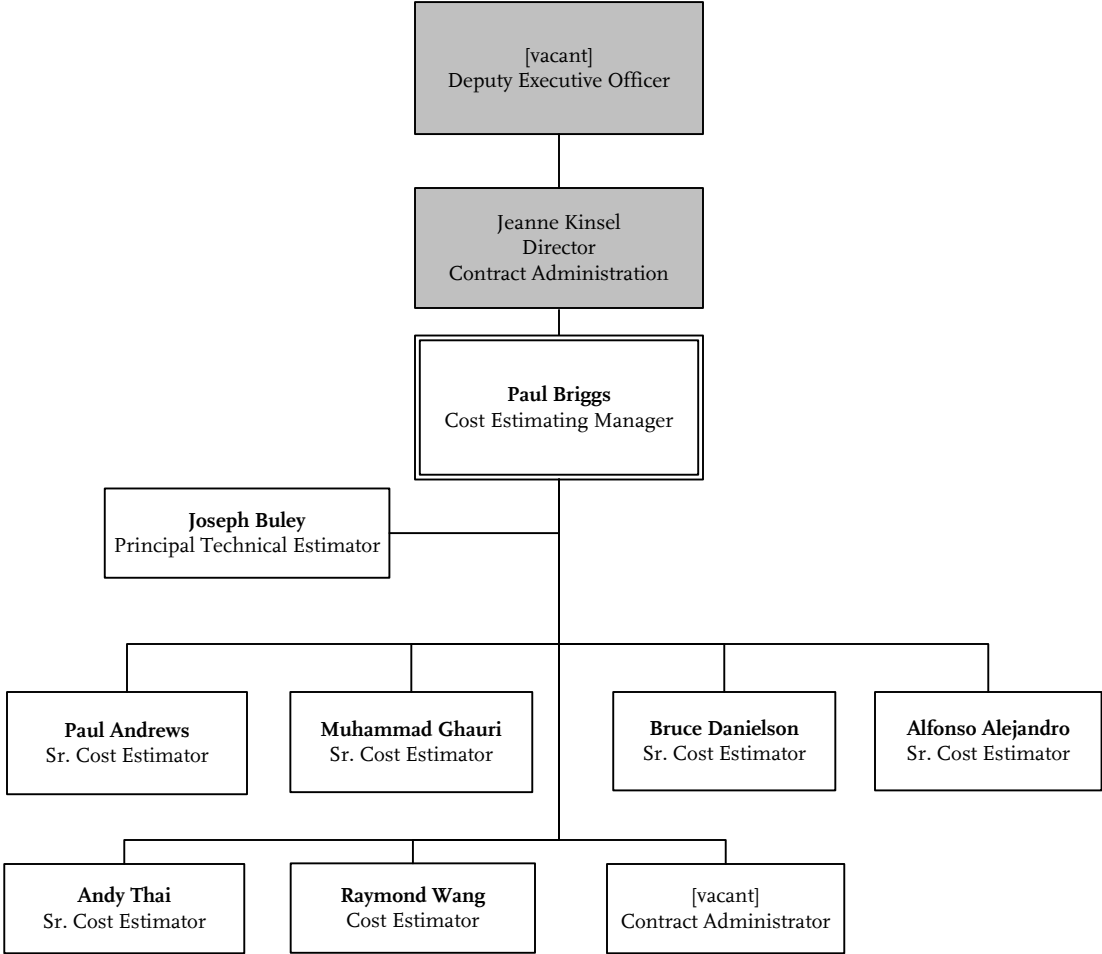 [vacant]
Deputy Executive Officer
Jeanne Kinsel
Director
Contract Administration
Paul Briggs
Cost Estimating Manager
Joseph Buley
Principal Technical Estimator
Paul Andrews
Sr. Cost Estimator
Muhammad Ghauri
Sr. Cost Estimator
Bruce Danielson
Sr. Cost Estimator
Alfonso Alejandro
Sr. Cost Estimator
Andy Thai
Sr. Cost Estimator
Raymond Wang
Cost Estimator
[vacant]
Contract Administrator